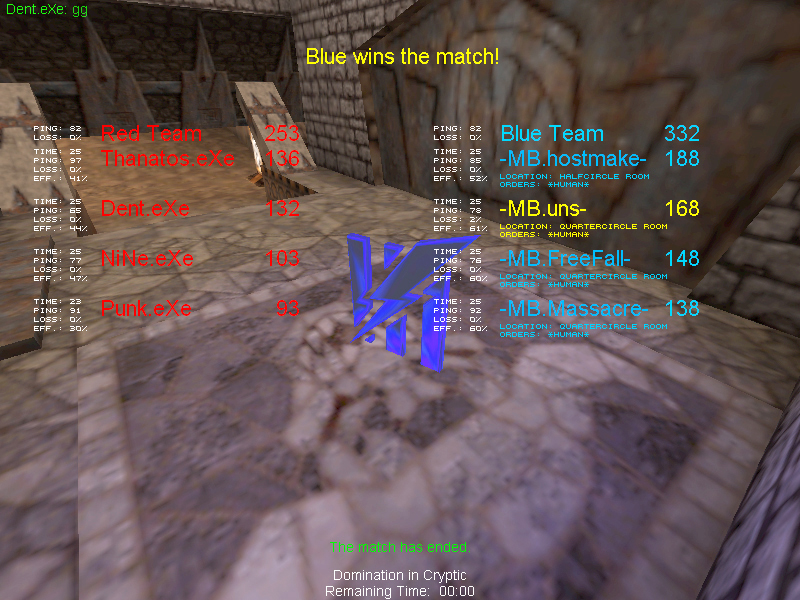 Dent.eXe: gg
Blue wins the match!
PING: 82
LOSS: 0%
Red Team 253
TIME: 25
PING: 97
LOSS: 0%
EFF.: 41%
Thanatos.eXe 136
TIME: 25
PING: 65
LOSS: 0%
EFF.: 44%
Dent.eXe 132
TIME: 25
PING: 77
LOSS: 0%
EFF.: 47%
NiNe.eXe 103
TIME: 23
PING: 91
LOSS: 0%
EFF.: 30%
Punk.eXe 93
PING: 82
LOSS: 0%
Blue Team 332
TIME: 25
PING: 85
LOSS: 0%
EFF.: 52%
-MB.hostmake- 188
LOCATION: HALFCIRCLE ROOM
ORDERS: *HUMAN*
TIME: 25
PING: 78
LOSS: 2%
EFF.: 61%
-MB.uns- 168
LOCATION: QUARTERCIRCLE ROOM
ORDERS: *HUMAN*
TIME: 25
PING: 76
LOSS: 0%
EFF.: 60%
-MB.FreeFall- 148
LOCATION: QUARTERCIRCLE ROOM
ORDERS: *HUMAN*
TIME: 25
PING: 92
LOSS: 0%
EFF.: 60%
-MB.Massacre- 138
LOCATION: QUARTERCIRCLE ROOM
ORDERS: *HUMAN*
The match has ended.
Domination in Cryptic
Remaining Time: 00:00